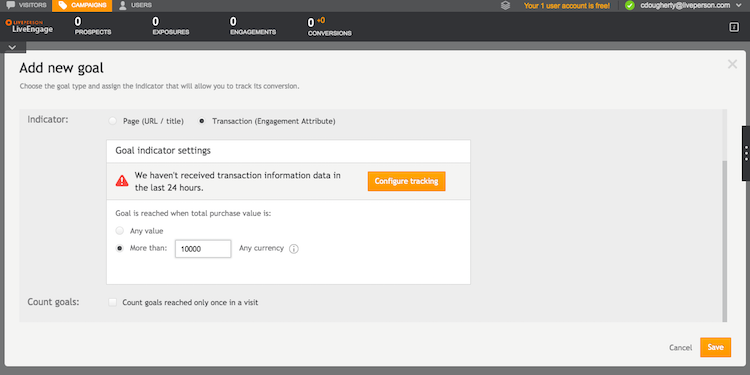 VISITORS CAMPAIGNS USERS Your 1 user account is free! cdougherty@liveperson.com
LIVEPERSON
LiveEngage
0 PROSPECTS
0 EXPOSURES
0 ENGAGEMENTS
0 +0 CONVERSIONS
Add new goal
Choose the goal type and assign the indicator that will allow you to track its conversion.
Indicator: Page (URL / title) Transaction (Engagement Attribute)
Goal indicator settings
We haven't received transaction information data in
the last 24 hours.
Configure tracking
Goal is reached when total purchase value is:
Any value
More than: 10000 Any currency
Count goals: Count goals reached only once in a visit
Cancel Save